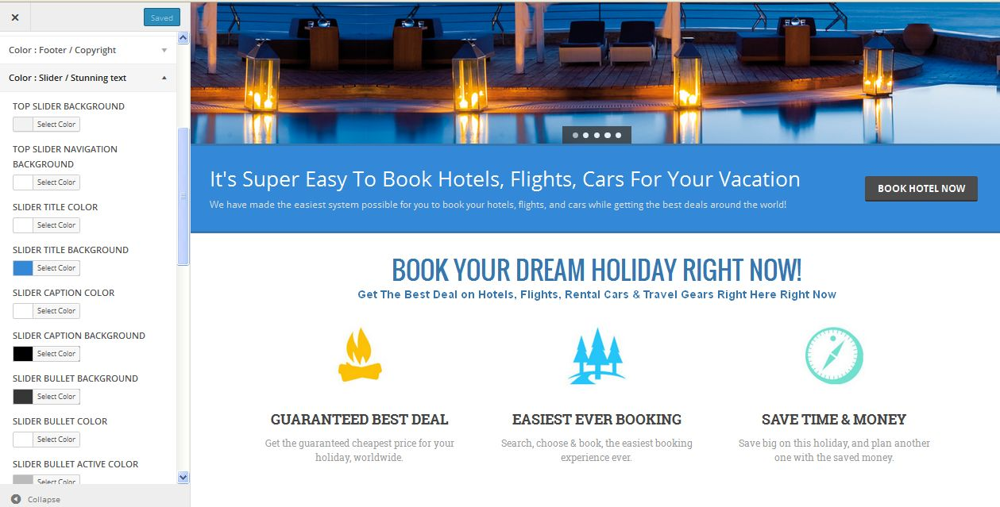 Saved
Color : Footer / Copyright
Color : Slider / Stunning text
TOP SLIDER BACKGROUND
Select Color
TOP SLIDER NAVIGATION
BACKGROUND
Select Color
SLIDER TITLE COLOR
Select Color
SLIDER TITLE BACKGROUND
Select Color
SLIDER CAPTION COLOR
Select Color
SLIDER CAPTION BACKGROUND
Select Color
SLIDER BULLET BACKGROUND
Select Color
SLIDER BULLET COLOR
Select Color
SLIDER BULLET ACTIVE COLOR
Select Color
Collapse
It's Super Easy To Book Hotels, Flights, Cars For Your Vacation
We have made the easiest system possible for you to book your hotels, flights, and cars while getting the best deals around the world!
BOOK HOTEL NOW
BOOK YOUR DREAM HOLIDAY RIGHT NOW!
Get The Best Deal on Hotels, Flights, Rental Cars & Travel Gears Right Here Right Now
GUARANTEED BEST DEAL
Get the guaranteed cheapest price for your
holiday, worldwide.
EASIEST EVER BOOKING
Search, choose & book, the easiest booking
experience ever.
SAVE TIME & MONEY
Save big on this holiday, and plan another
one with the saved money.